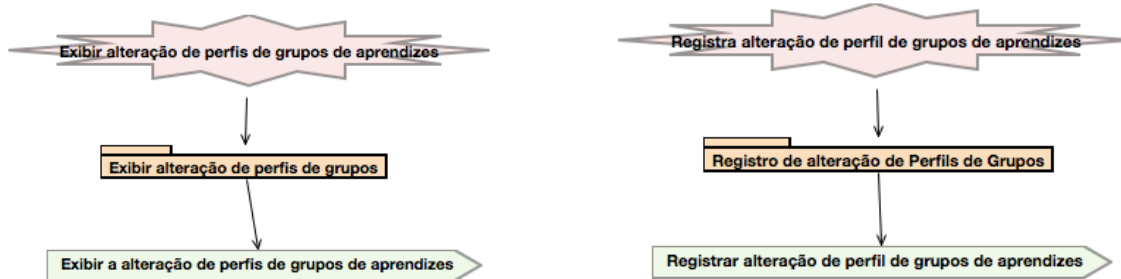 Exibir alteração de perfis de grupos de aprendizes
Registra alteração de perfil de grupos de aprendizes
Exibir alteração de perfis de grupos
Registro de alteração de Perfils de Grupos
Exibir a alteração de perfis de grupos de aprendizes
Registrar alteração de perfil de grupos de aprendizes